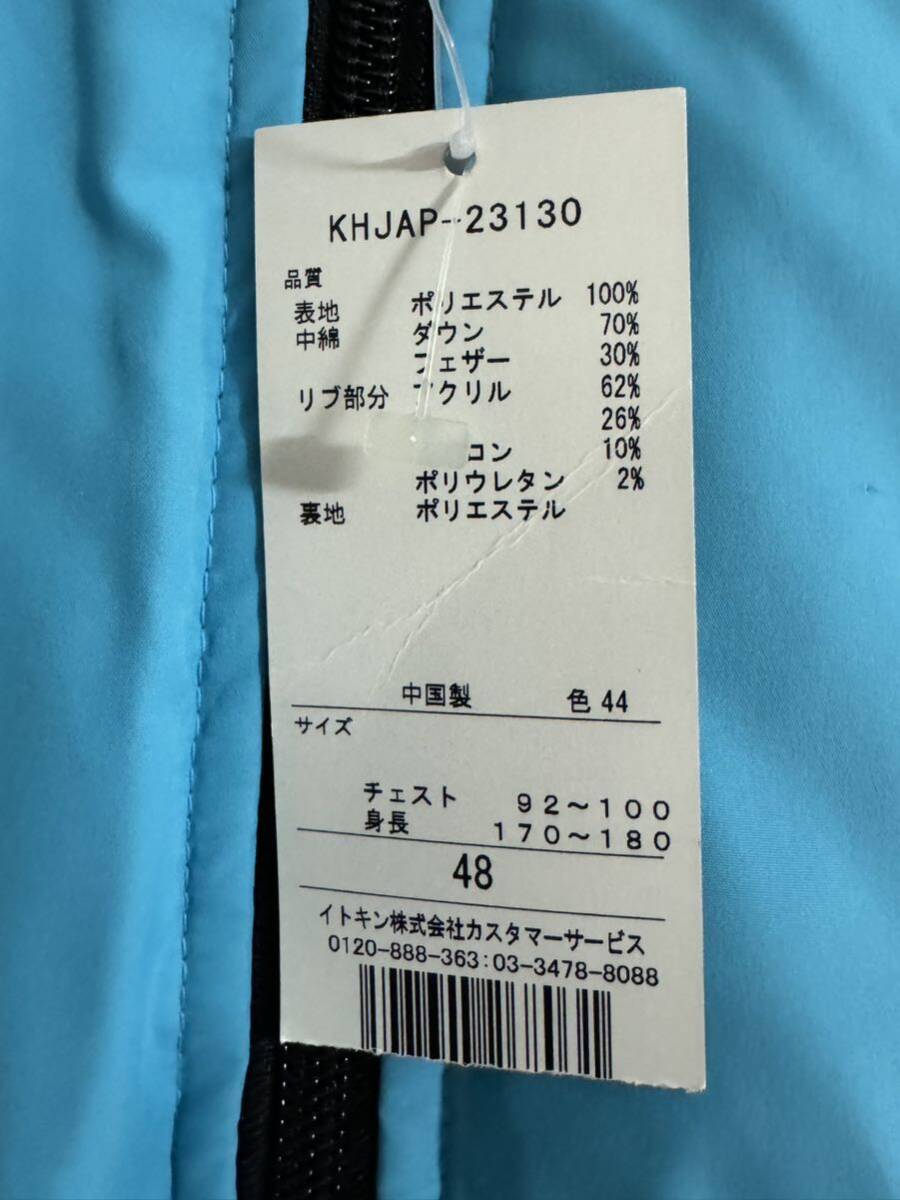 KHJAP-23130
品質
表地 ポリエステル 100%
中綿 ダウン 70%
フェザー 30%
リブ部分 アクリル 62%
26%
コン 10%
ポリウレタン 2%
裏地 ポリエステル
中国製 色 44
サイズ
チェスト 92～100
身長 170～180
48
イトキン株式会社カスタマーサービス
0120-888-363:03-3478-8088